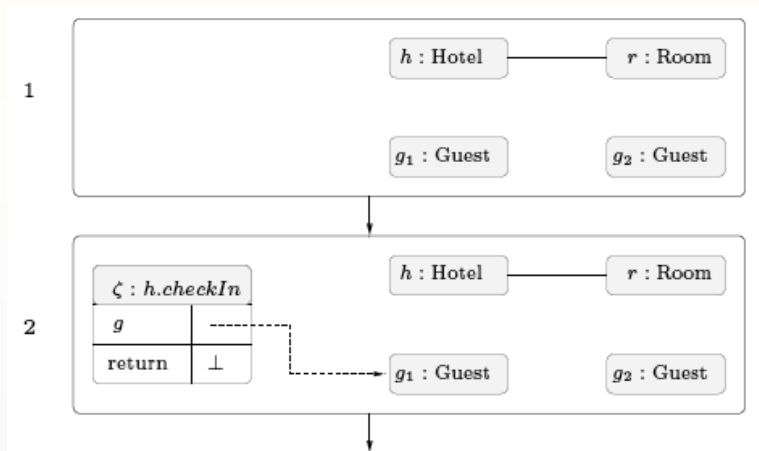 h : Hotel r : Room
1
g₁ : Guest g₂ : Guest
h : Hotel r : Room
ζ : h.checkIn
g
2
return ⊥ g₁ : Guest g₂ : Guest